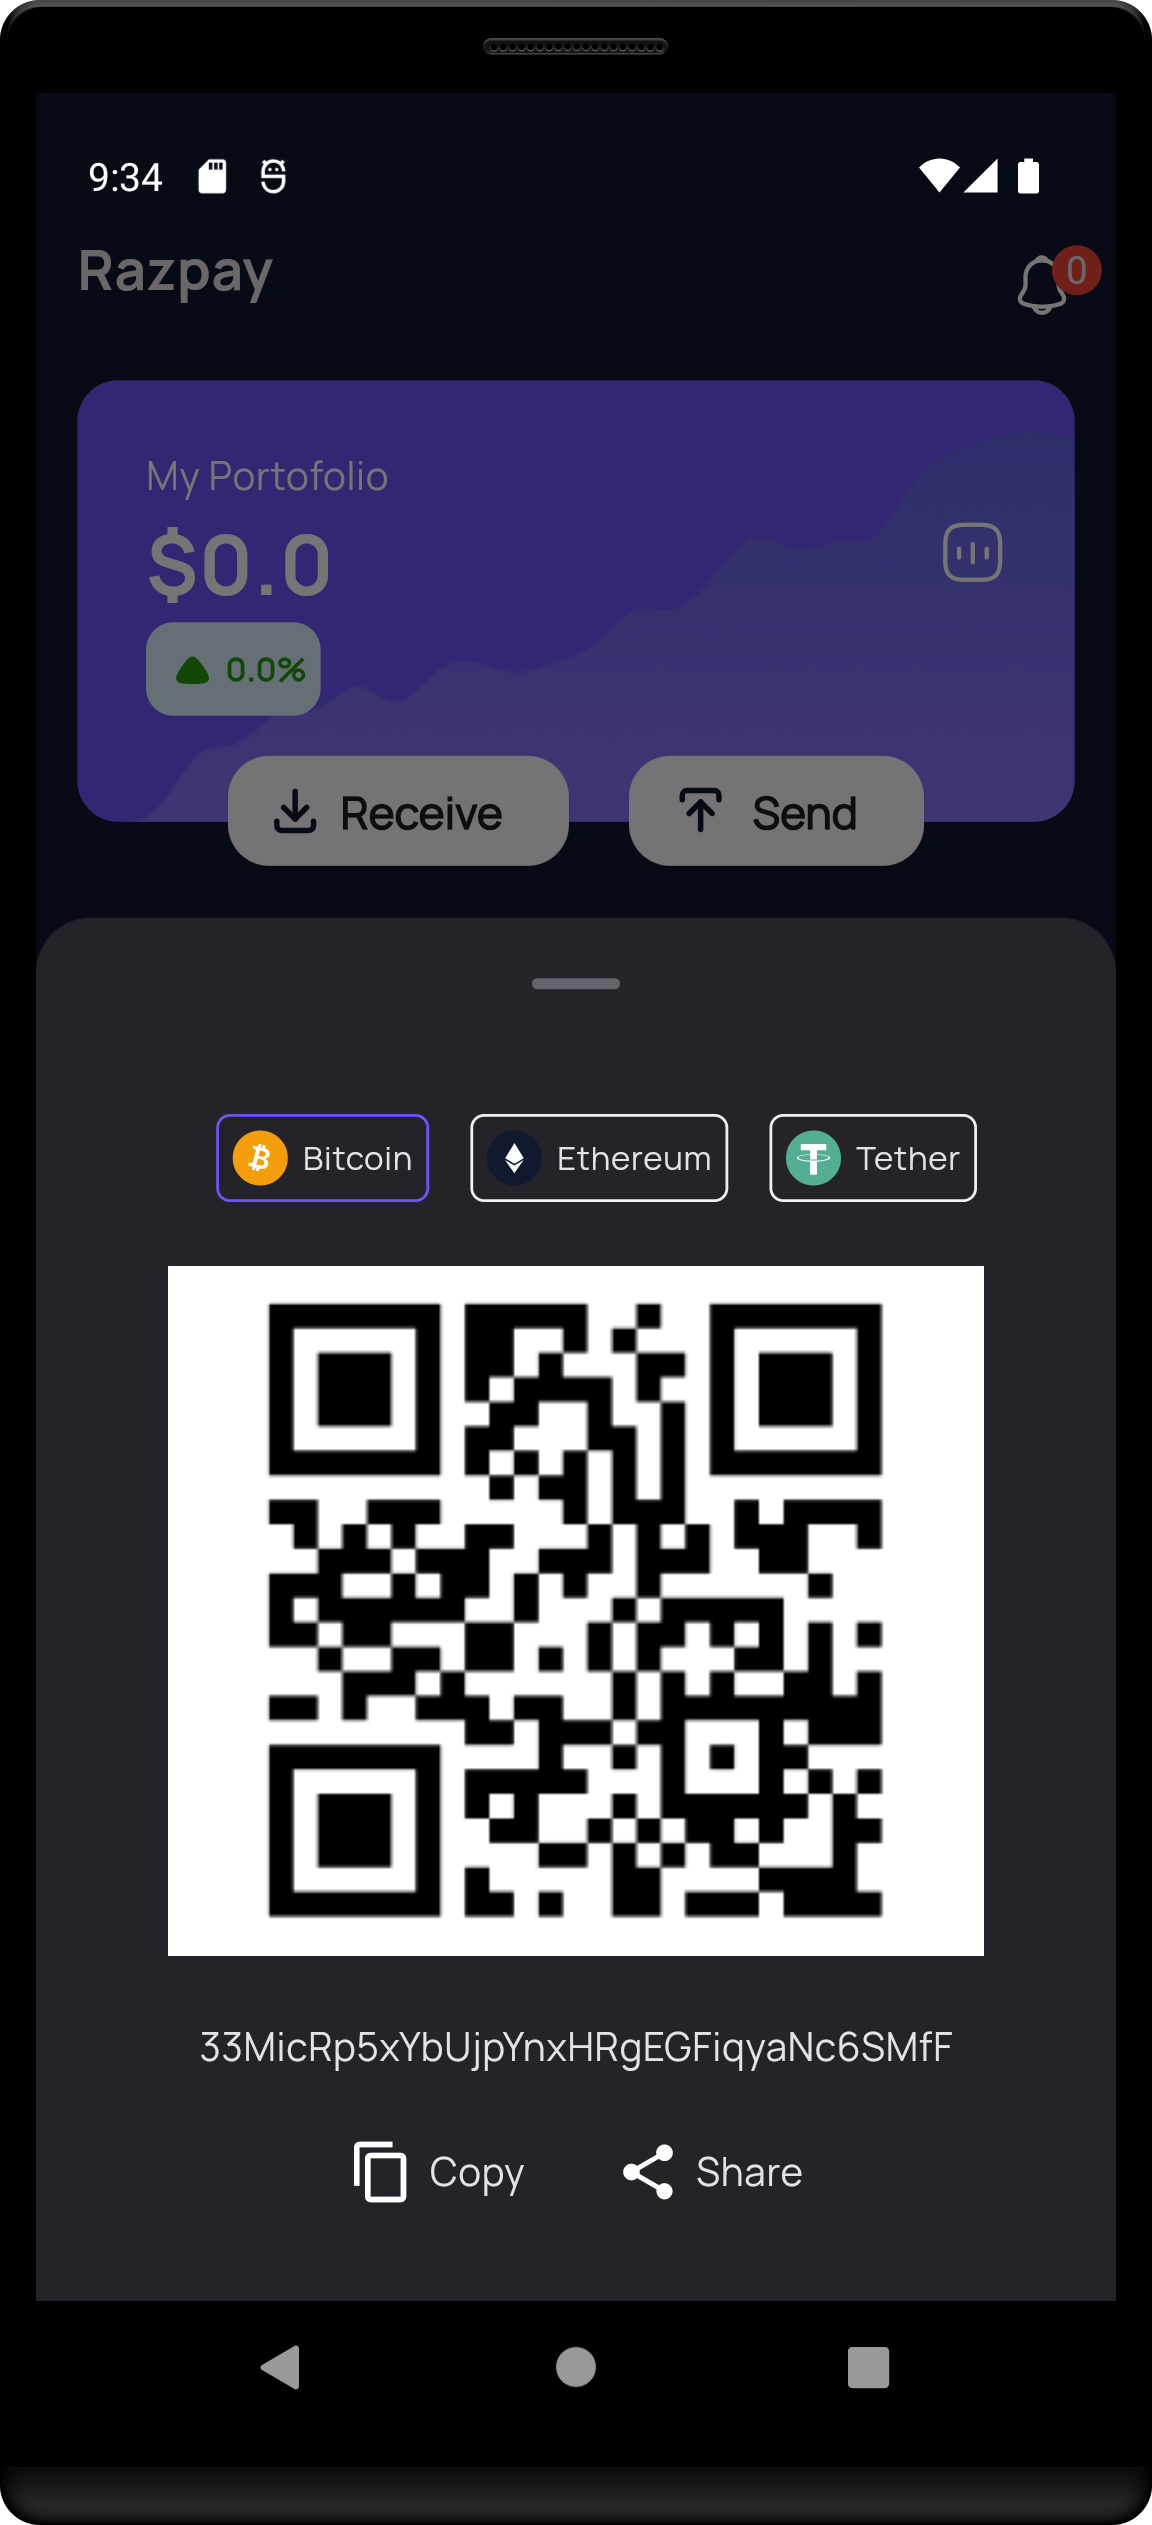 9:34
Razpay
0
My Portofolio
$0.0
0.0%
Receive
Send
Bitcoin
Ethereum
Tether
33MicRp5xYbUjpYnxHRgEGFiqyaNc6SMfF
Copy
Share